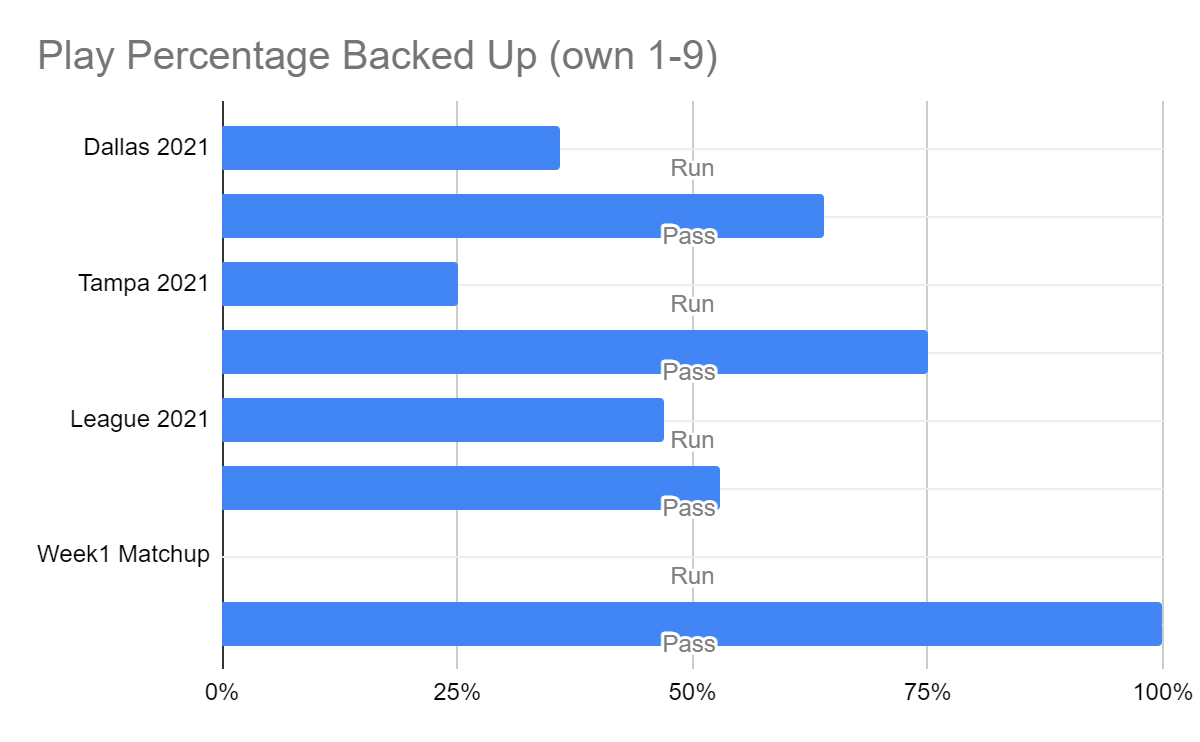 Play Percentage Backed Up (own 1-9)
Dallas 2021
Run
Pass
Tampa 2021
Run
Pass
League 2021
Run
Pass
Week1 Matchup
Run
Pass
0% 25% 50% 75% 100%